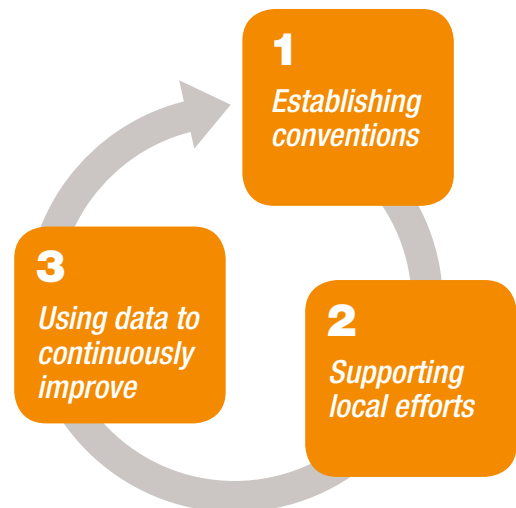 1
Establishing
conventions
2
Supporting
local efforts
3
Using data to
continuously
improve